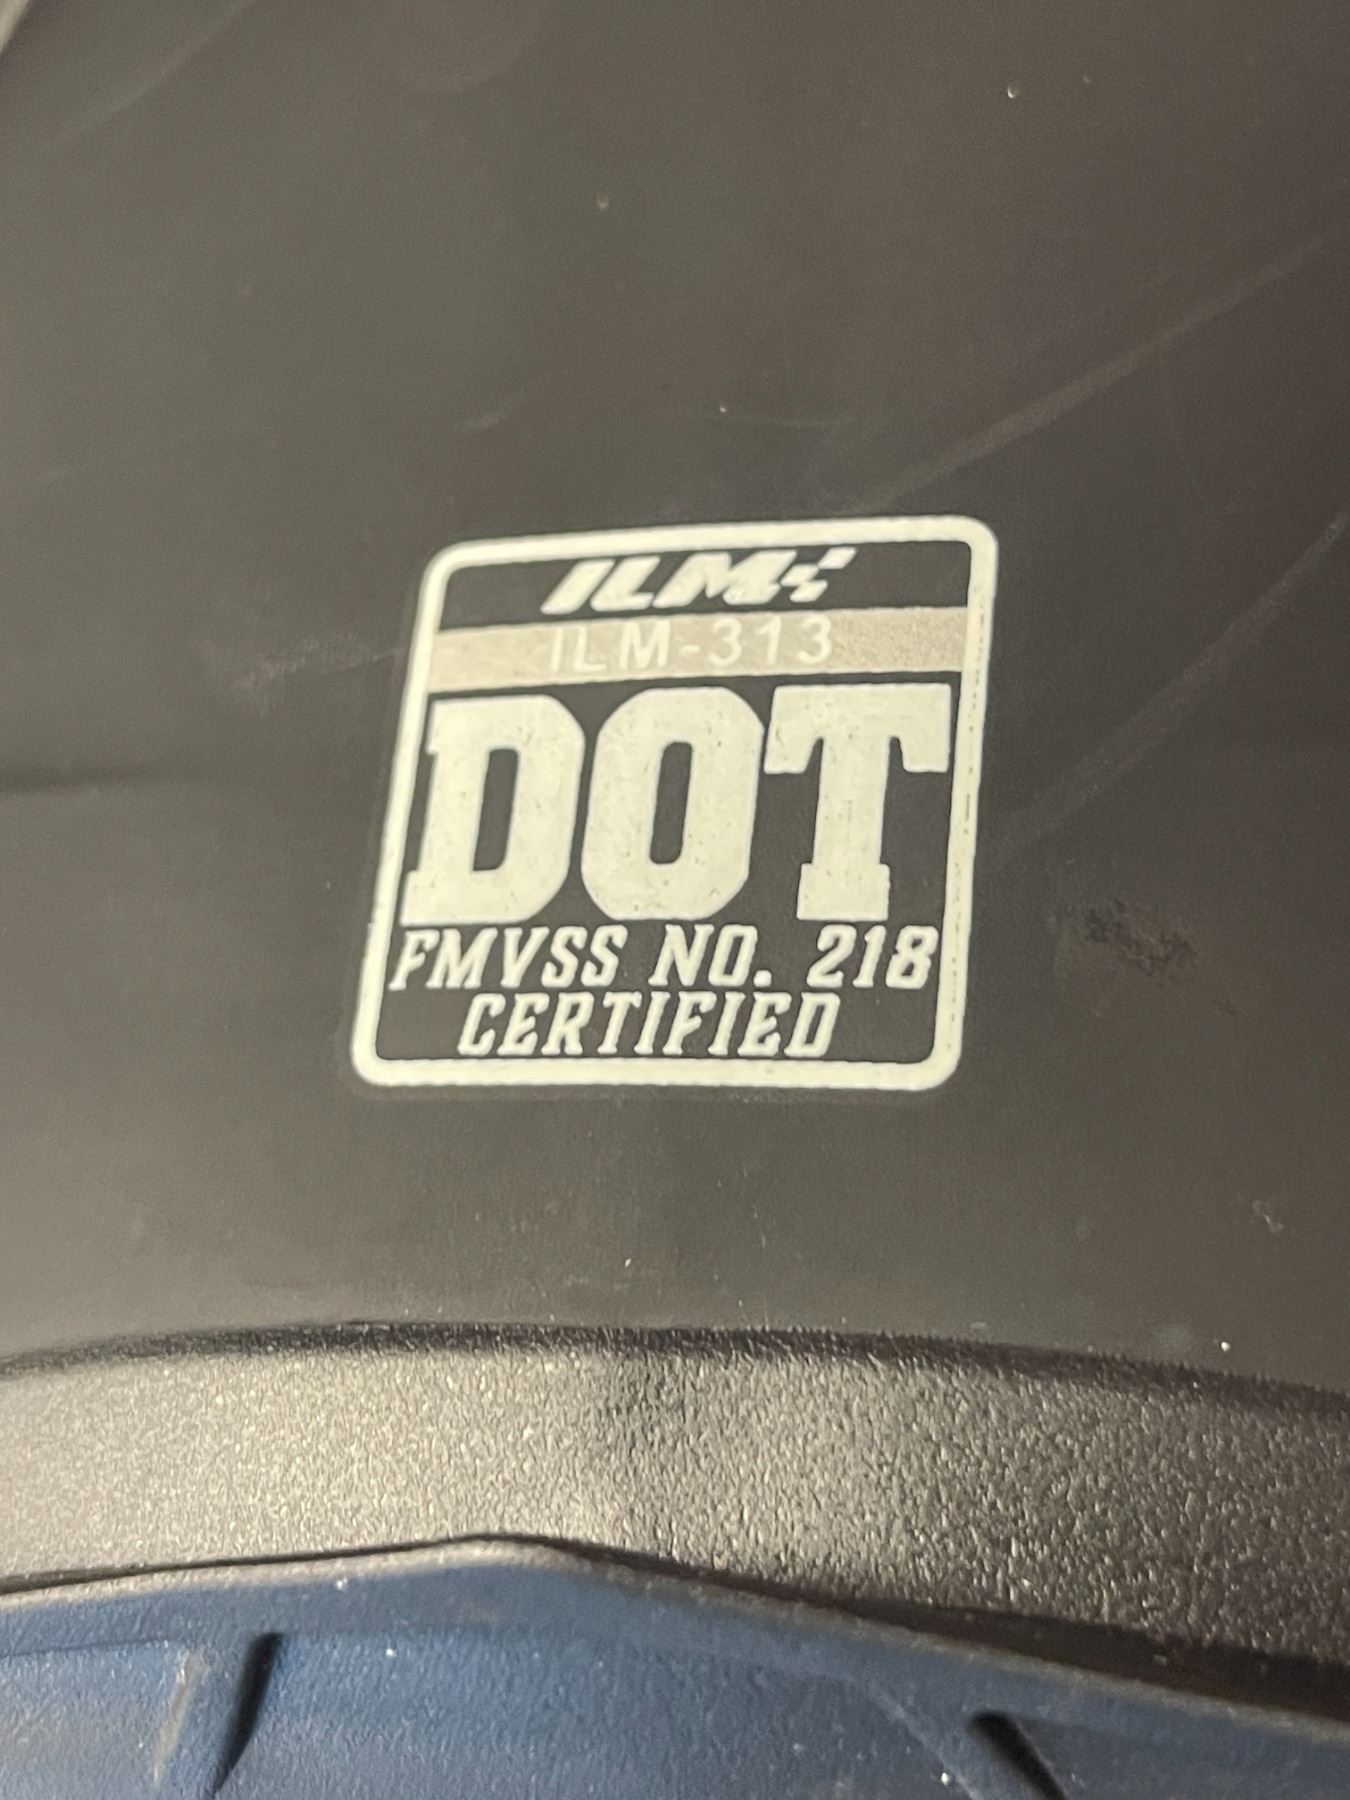 ILM
ILM-313
DOT
FMVSS NO. 218
CERTIFIED